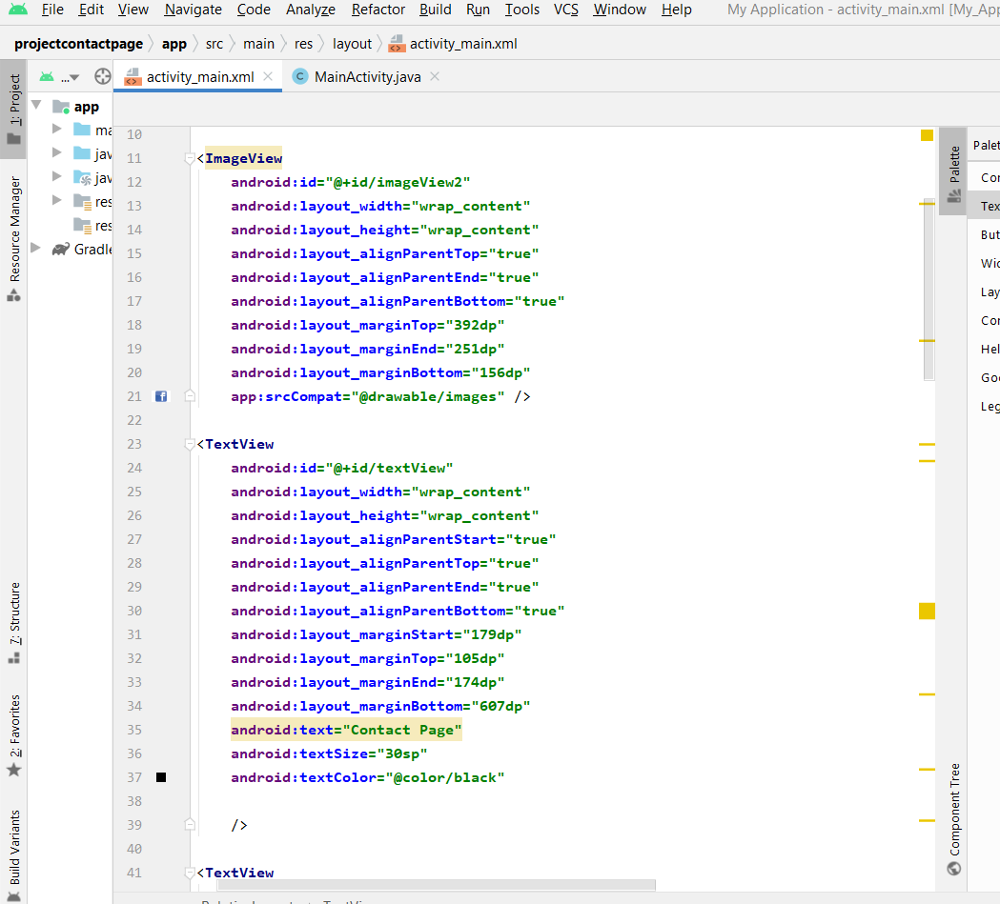 File Edit View Navigate Code Analyze Refactor Build Run Tools VCS Window Help My Application - activity_main.xml [My_Ap
projectcontactpage app src main res layout activity_main.xml
... activity_main.xml MainActivity.java
1: Project
Resource Manager
7: Structure
2: Favorites
Build Variants
app
ma
jav
jav
res
res
Gradle
10
11 <ImageView
12 android:id="@+id/imageView2"
13 android:layout_width="wrap_content"
14 android:layout_height="wrap_content"
15 android:layout_alignParentTop="true"
16 android:layout_alignParentEnd="true"
17 android:layout_alignParentBottom="true"
18 android:layout_marginTop="392dp"
19 android:layout_marginEnd="251dp"
20 android:layout_marginBottom="156dp"
21 app:srcCompat="@drawable/images" />
22
23 <TextView
24 android:id="@+id/textView"
25 android:layout_width="wrap_content"
26 android:layout_height="wrap_content"
27 android:layout_alignParentStart="true"
28 android:layout_alignParentTop="true"
29 android:layout_alignParentEnd="true"
30 android:layout_alignParentBottom="true"
31 android:layout_marginStart="179dp"
32 android:layout_marginTop="105dp"
33 android:layout_marginEnd="174dp"
34 android:layout_marginBottom="607dp"
35 android:text="Contact Page"
36 android:textSize="30sp"
37 android:textColor="@color/black"
38
39 />
40
41 <TextView
Palette
Component Tree
Palet
Cor
Tex
But
Wid
Lay
Cor
Hel
Goo
Leg